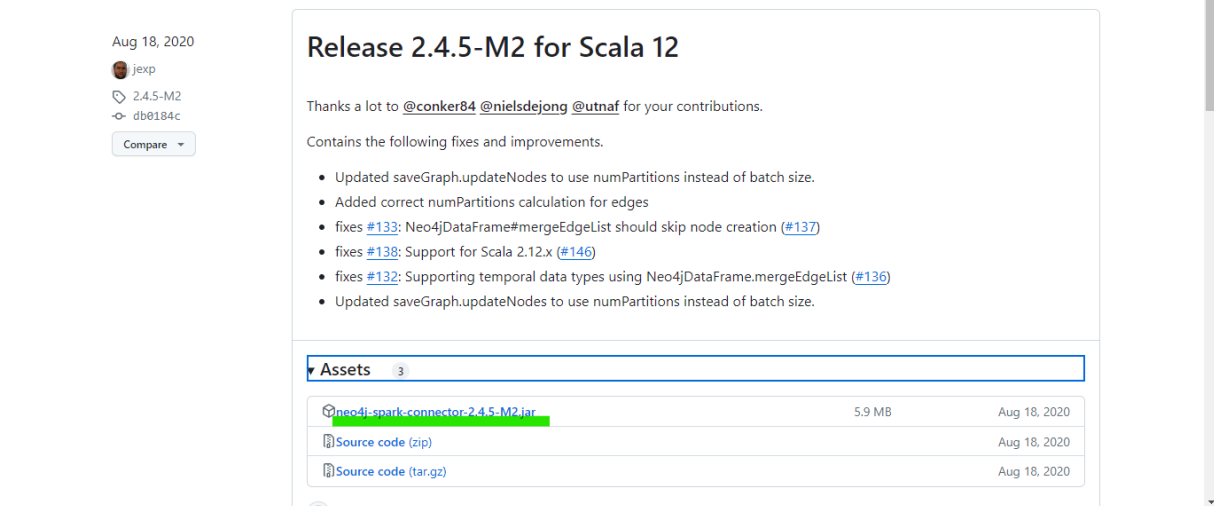 Aug 18, 2020
jexp
2.4.5-M2
db0184c
Compare
Release 2.4.5-M2 for Scala 12
Thanks a lot to @conker84 @nielsdejong @utnaf for your contributions.
Contains the following fixes and improvements.
Updated saveGraph.updateNodes to use numPartitions instead of batch size.
Added correct numPartitions calculation for edges
fixes #133: Neo4jDataFrame#mergeEdgeList should skip node creation (#137)
fixes #138: Support for Scala 2.12.x (#146)
fixes #132: Supporting temporal data types using Neo4jDataFrame.mergeEdgeList (#136)
Updated saveGraph.updateNodes to use numPartitions instead of batch size.
Assets 3
neo4j-spark-connector-2.4.5-M2.jar 5.9 MB Aug 18, 2020
Source code (zip) Aug 18, 2020
Source code (tar.gz) Aug 18, 2020